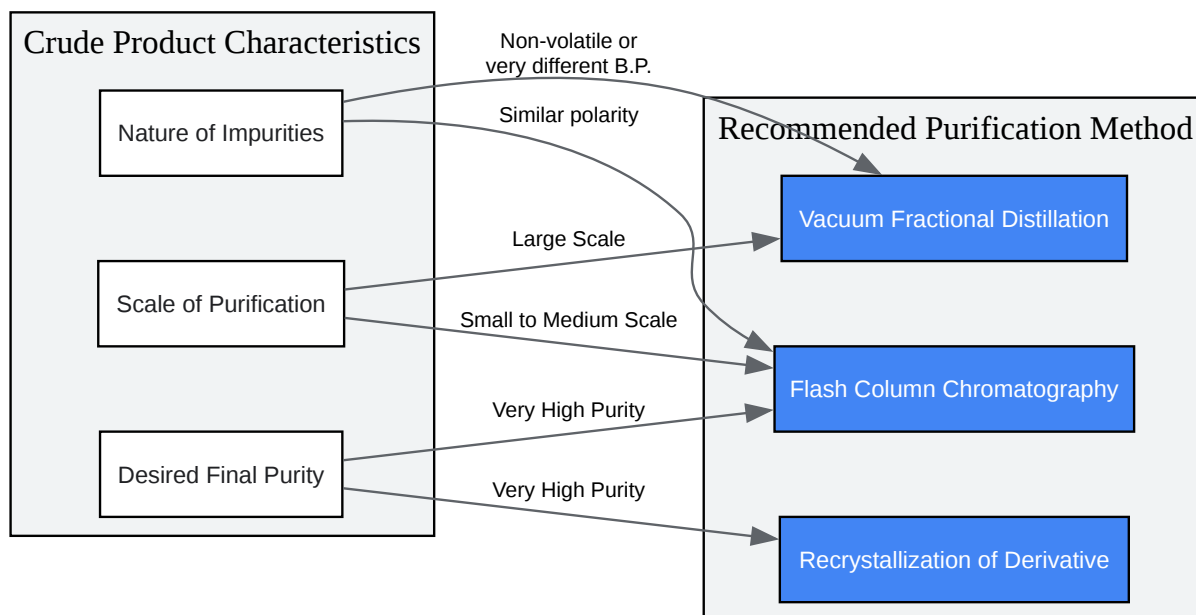 Crude Product Characteristics
Nature of Impurities
Scale of Purification
Desired Final Purity
Non-volatile or
very different B.P.
Similar polarity
Large Scale
Small to Medium Scale
Very High Purity
Very High Purity
Recommended Purification Method
Vacuum Fractional Distillation
Flash Column Chromatography
Recrystallization of Derivative